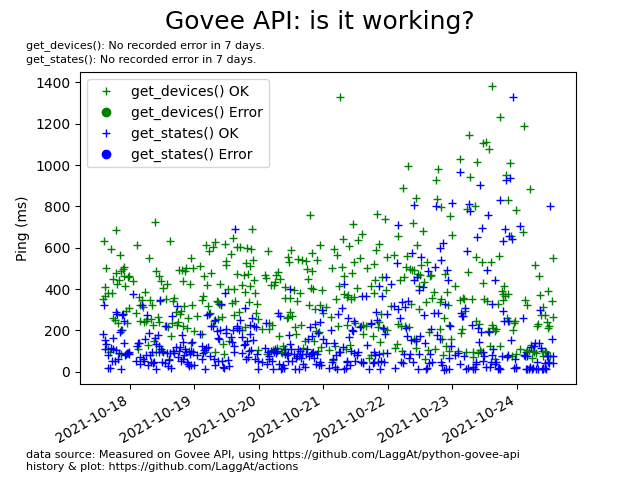 Govee API: is it working?
get_devices(): No recorded error in 7 days.
get_states(): No recorded error in 7 days.
get_devices() OK
get_devices() Error
get_states() OK
get_states() Error
Ping (ms)
1400
1200
1000
800
600
400
200
0
2021-10-18
2021-10-19
2021-10-20
2021-10-21
2021-10-22
2021-10-23
2021-10-24
data source: Measured on Govee API, using https://github.com/LaggAt/python-govee-api
history & plot: https://github.com/LaggAt/actions